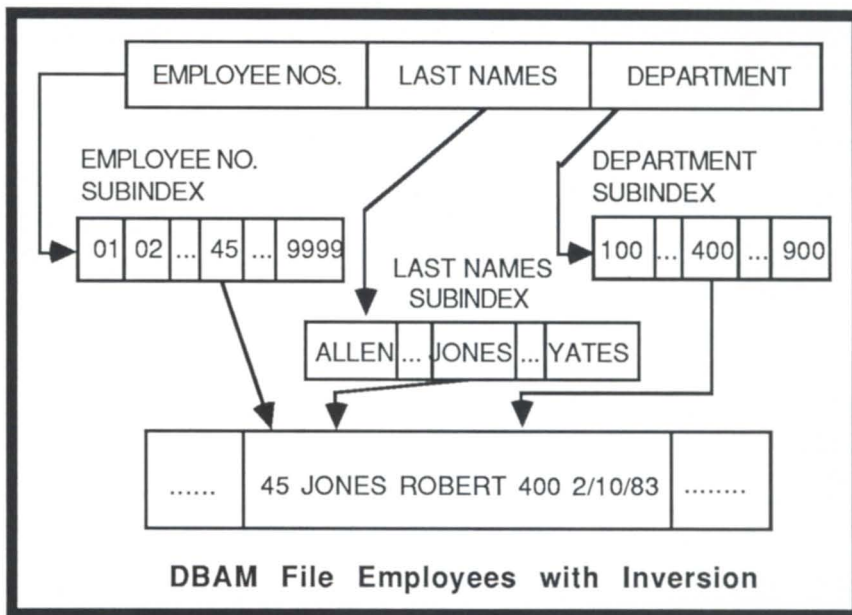 EMPLOYEE NOS. LAST NAMES DEPARTMENT
EMPLOYEE NO.
SUBINDEX
DEPARTMENT
SUBINDEX
01 02 ... 45 ... 9999
100 ... 400 ... 900
LAST NAMES
SUBINDEX
ALLEN ... JONES ... YATES
...... 45 JONES ROBERT 400 2/10/83 ........
DBAM File Employees with Inversion